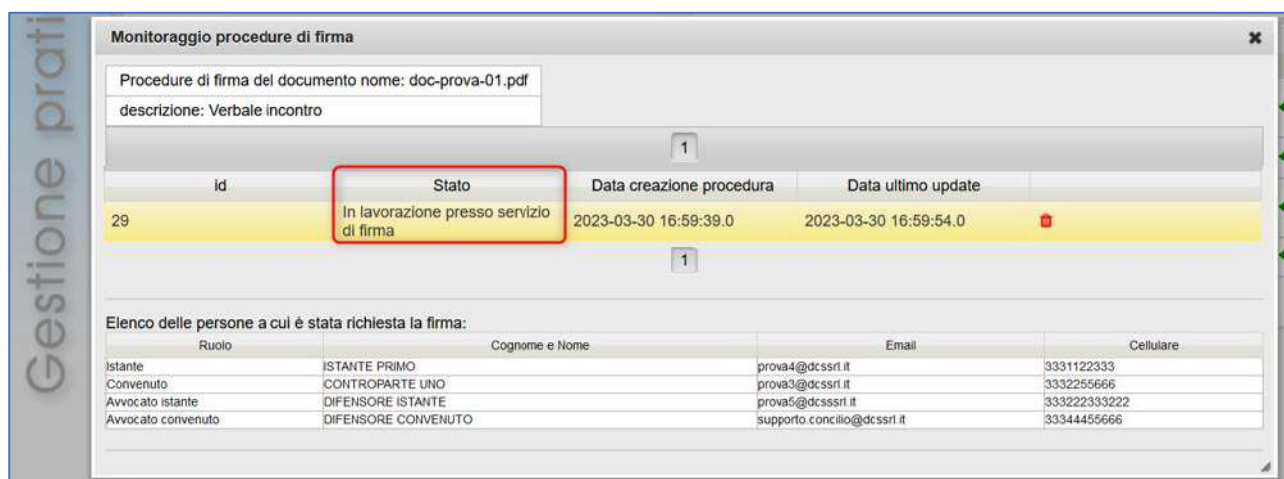 Gestione prati
Monitoraggio procedure di firma
Procedure di firma del documento nome: doc-prova-01.pdf
descrizione: Verbale incontro
1
id Stato Data creazione procedura Data ultimo update
29 In lavorazione presso servizio di firma 2023-03-30 16:59:39.0 2023-03-30 16:59:54.0
1
Elenco delle persone a cui è stata richiesta la firma:
Ruolo Cognome e Nome Email Cellulare
Istante ISTANTE PRIMO prova4@dcssrl.it 3331122333
Convenuto CONTROPARTE UNO prova3@dcssrl.it 3332255666
Avvocato istante DIFENSORE ISTANTE prova5@dcsssrl.it 333222333222
Avvocato convenuto DIFENSORE CONVENUTO supporto.concilio@dcssrl.it 33344455666